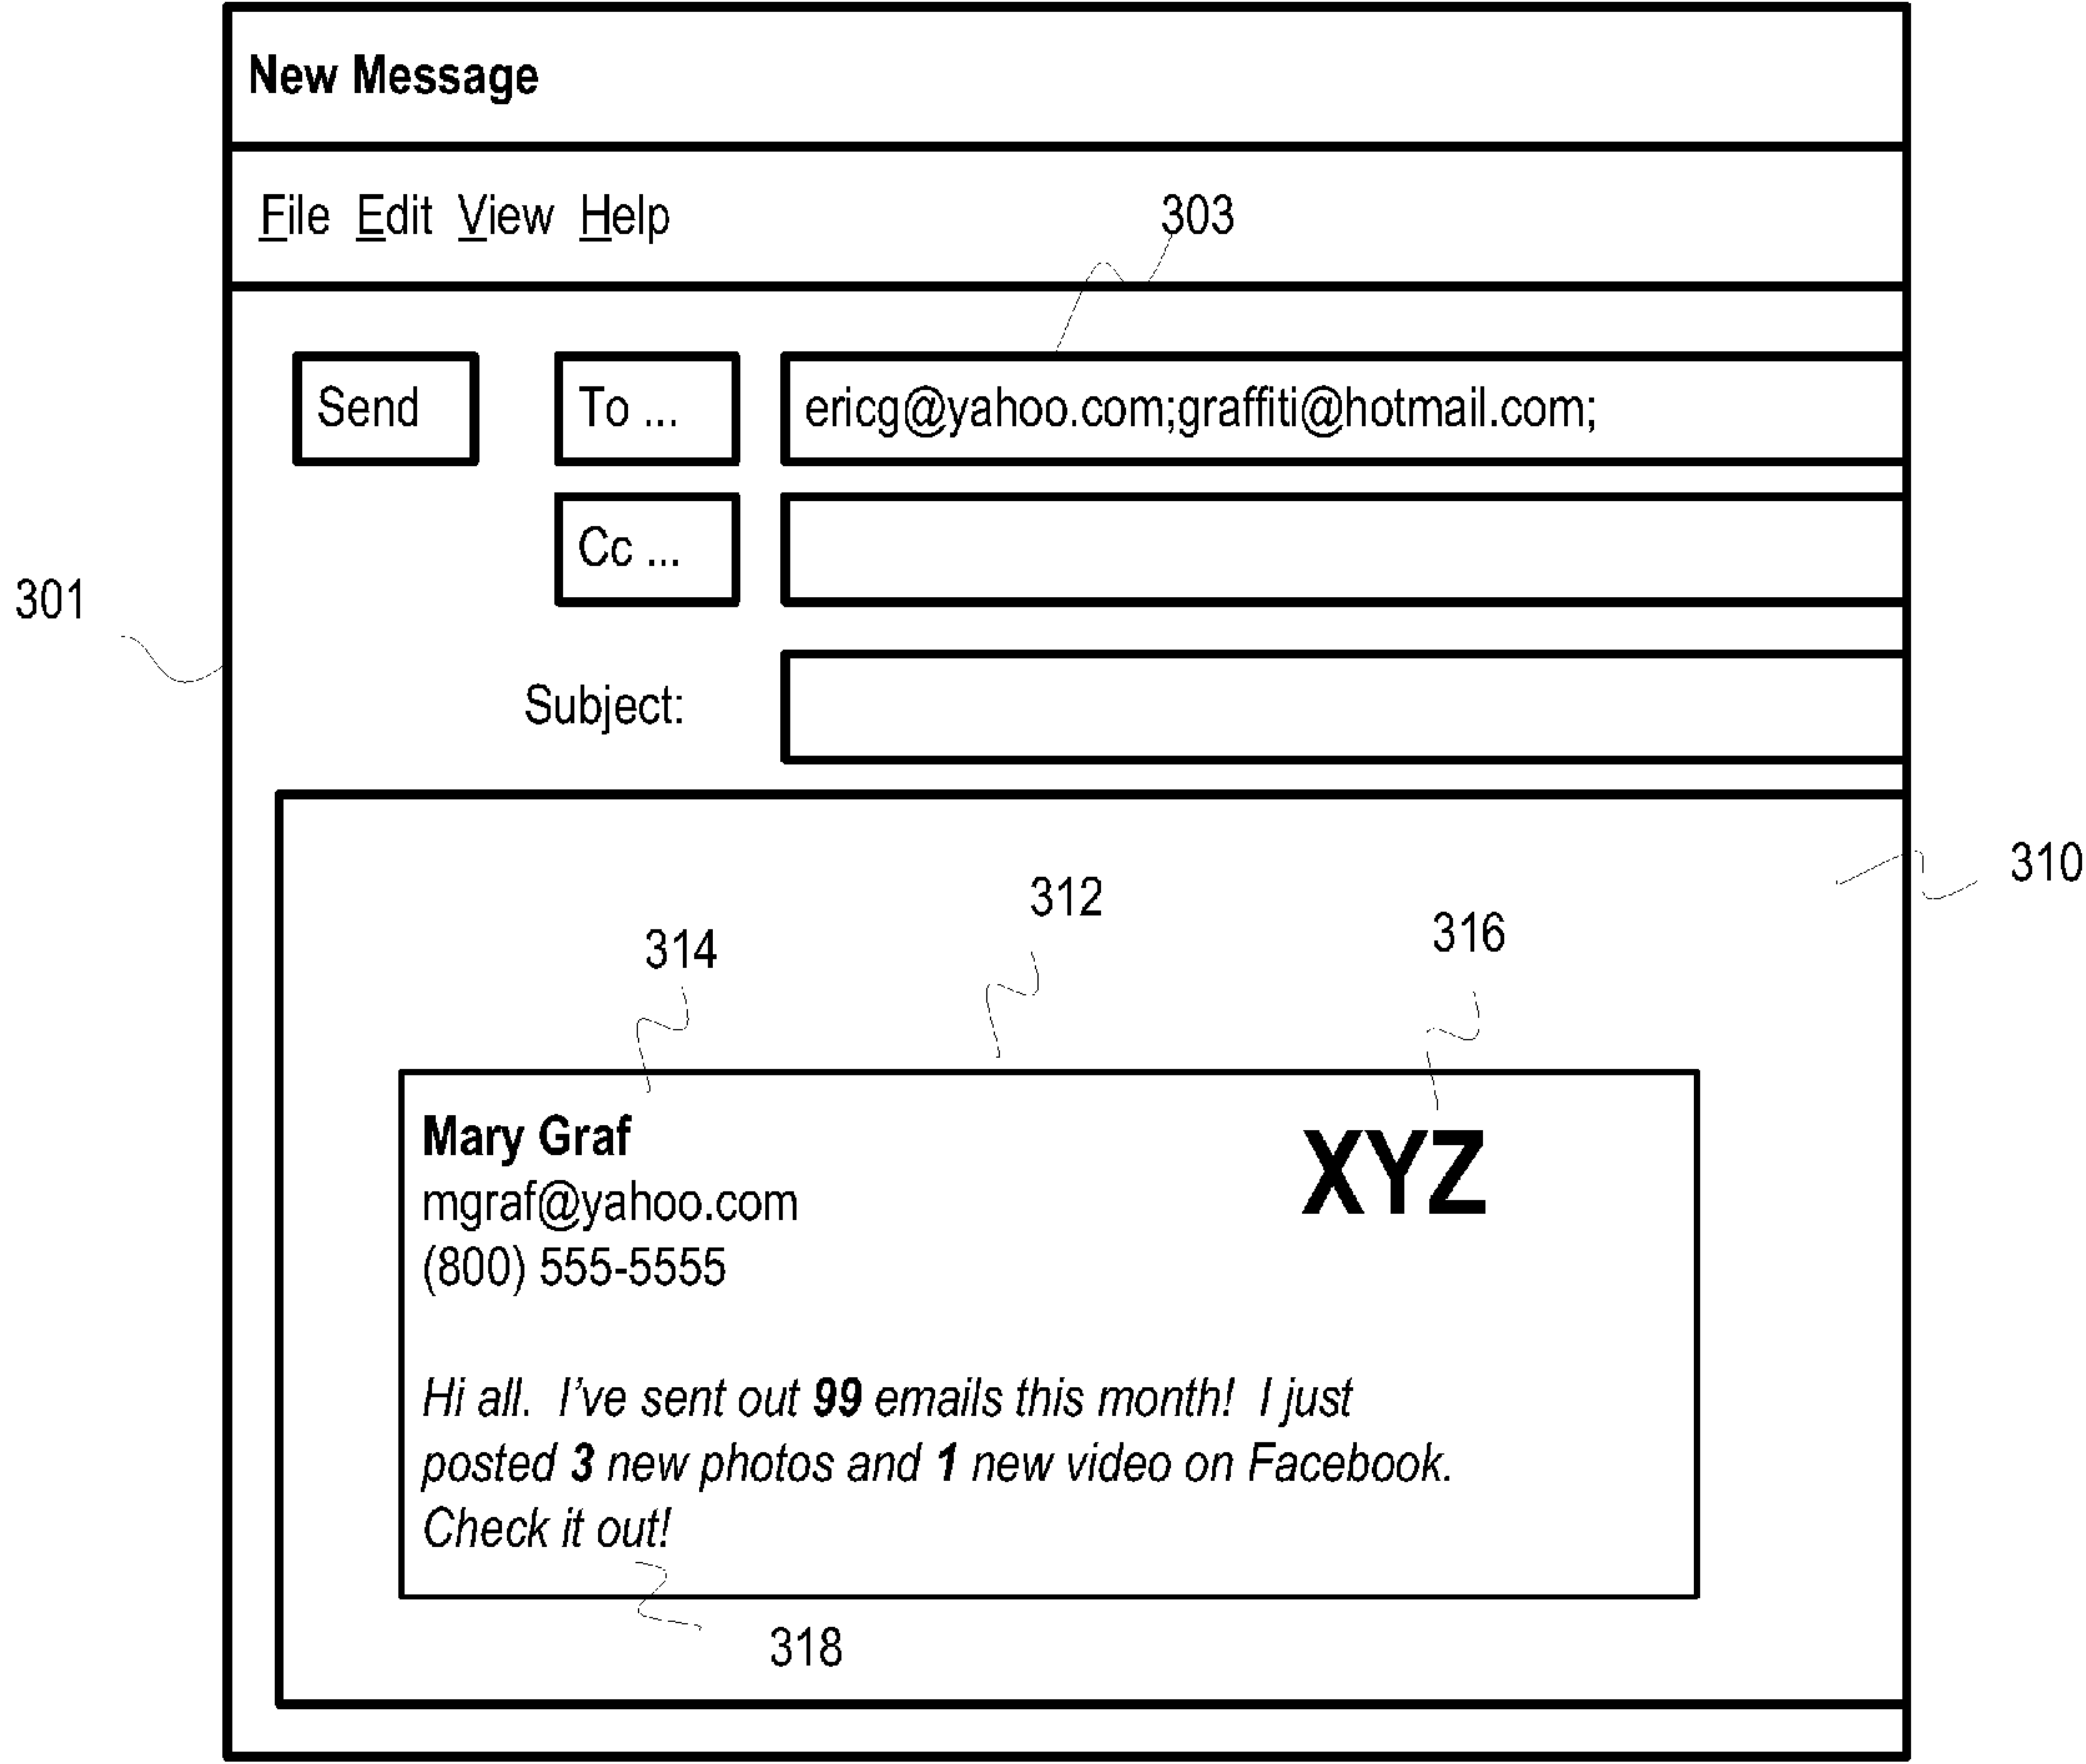 New Message
File Edit View Help
303
Send
To ...
ericg@yahoo.com;graffiti@hotmail.com;
Cc ...
301
Subject:
310
312
314
316
Mary Graf
XYZ
mgraf@yahoo.com
(800) 555-5555
Hi all.  I've sent out 99 emails this month!  I just
posted 3 new photos and 1 new video on Facebook.
Check it out!
318